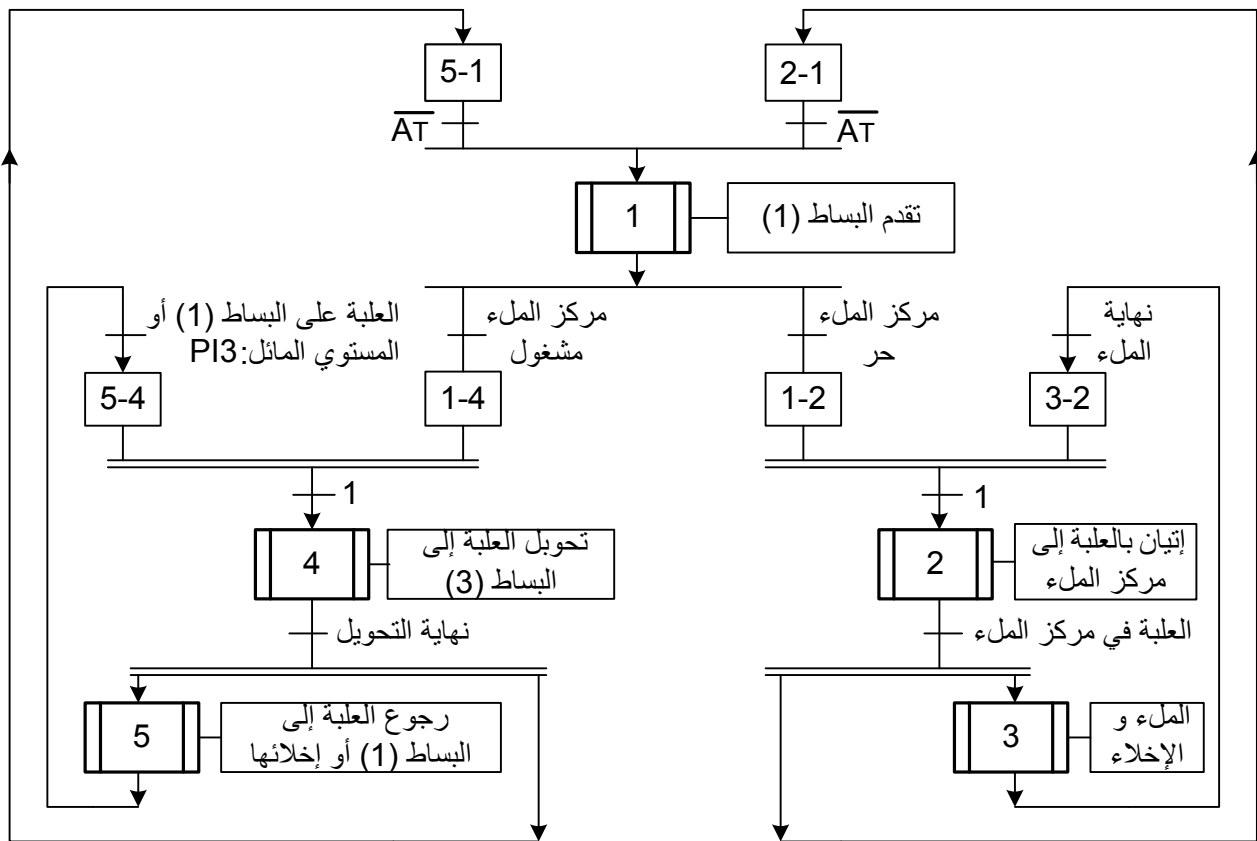 5-1
2-1
AT
AT
1
تقدم البساط (1)
العلبة على البساط (1) أو
المستوي المائل:PI3
مركز الملء
مشغول
مركز الملء
حر
نهاية
الملء
5-4
1-4
1-2
3-2
1
1
4
تحوبل العلبة إلى
البساط (3)
2
إتيان بالعلبة إلى
مركز الملء
نهاية التحويل
العلبة في مركز الملء
5
رجوع العلبة إلى
البساط (1) أو إخلائها
3
الملء و
الإخلاء